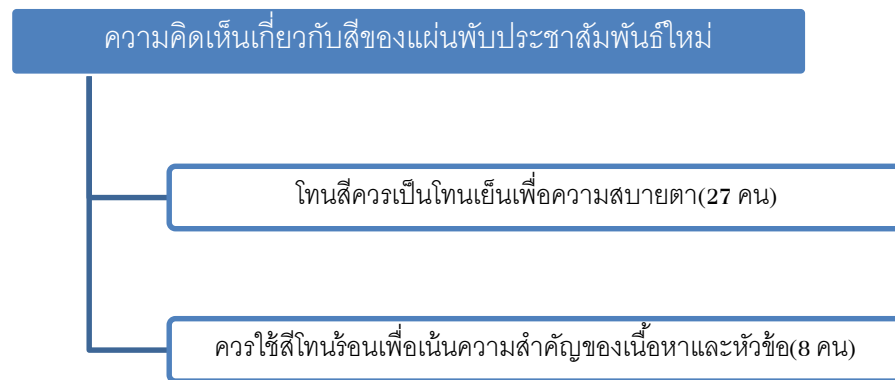 ความคิดเห็นเกี่ยวกับสีของแผ่นพับประชาสัมพันธ์ใหม่
โทนสีควรเป็นโทนเย็นเพื่อความสบายตา(27 คน)
ควรใช้สีโทนร้อนเพื่อเน้นความสำคัญของเนื้อหาและหัวข้อ(8 คน)